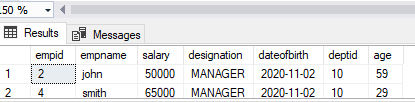 .50 %
Results Messages
empid empname salary designation dateofbirth deptid age
1 2 john 50000 MANAGER 2020-11-02 10 59
2 4 smith 65000 MANAGER 2020-11-02 10 29